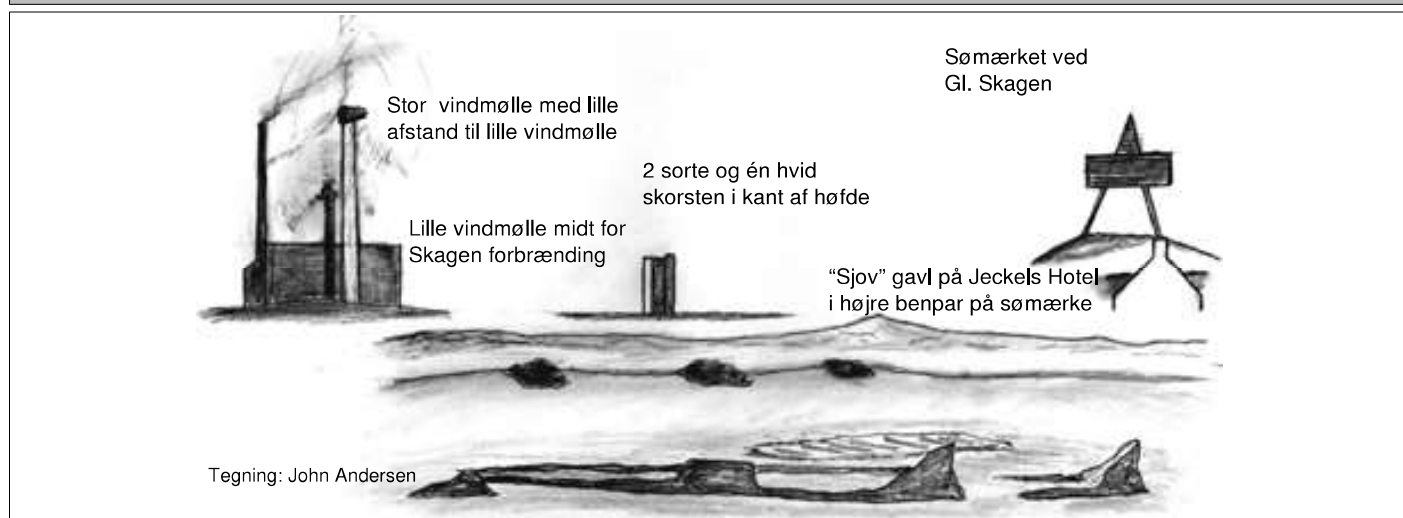 Sømærket ved
Gl. Skagen
Stor vindmølle med lille
afstand til lille vindmølle
2 sorte og én hvid
skorsten i kant af høfde
Lille vindmølle midt for
Skagen forbrænding
“Sjov” gavl på Jeckels Hotel
i højre benpar på sømærke
Tegning: John Andersen